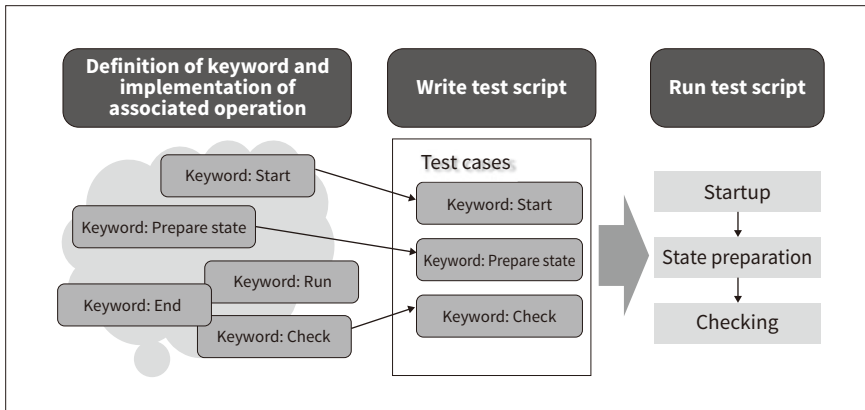 Definition of keyword and
implementation of
associated operation
Write test script
Run test script
Keyword: Start
Keyword: Prepare state
Keyword: Run
Keyword: End
Keyword: Check
Test cases
Keyword: Start
Keyword: Prepare state
Keyword: Check
Startup
State preparation
Checking